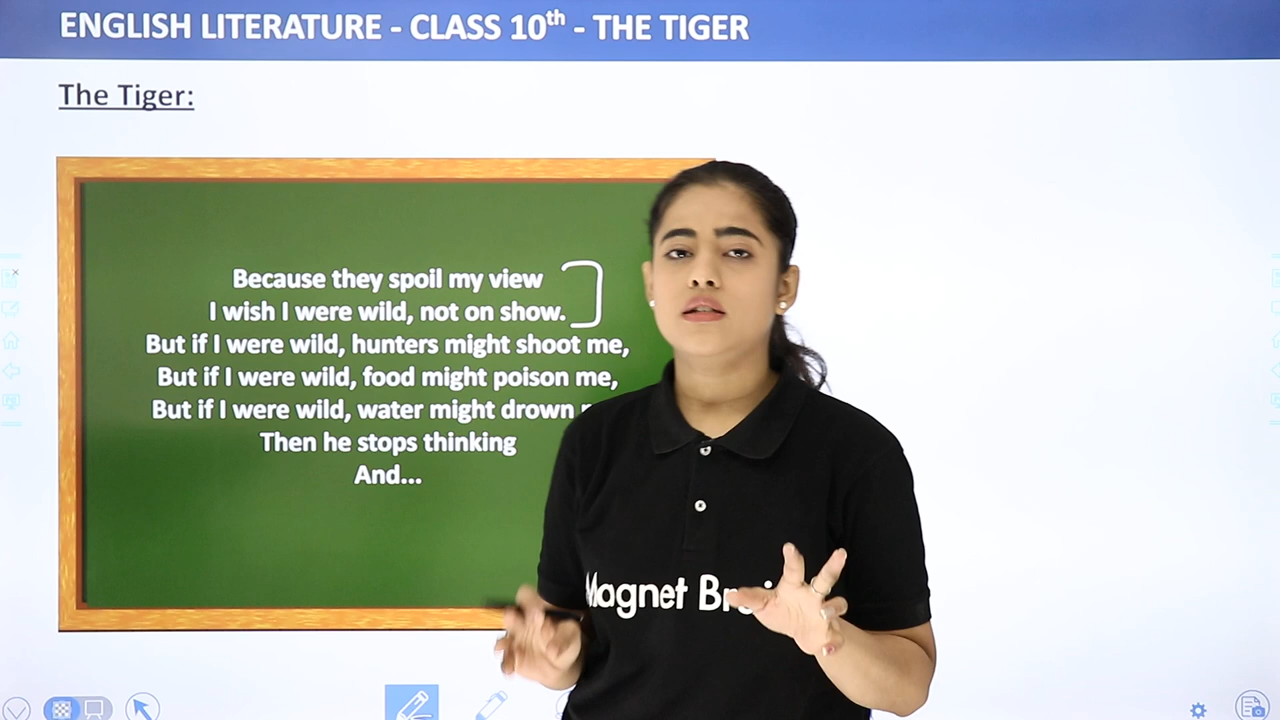 ENGLISH LITERATURE - CLASS 10th - THE TIGER
The Tiger:
Because they spoil my view
I wish I were wild, not on show.
But if I were wild, hunters might shoot me,
But if I were wild, food might poison me,
But if I were wild, water might drown
Then he stops thinking
And...
Magnet